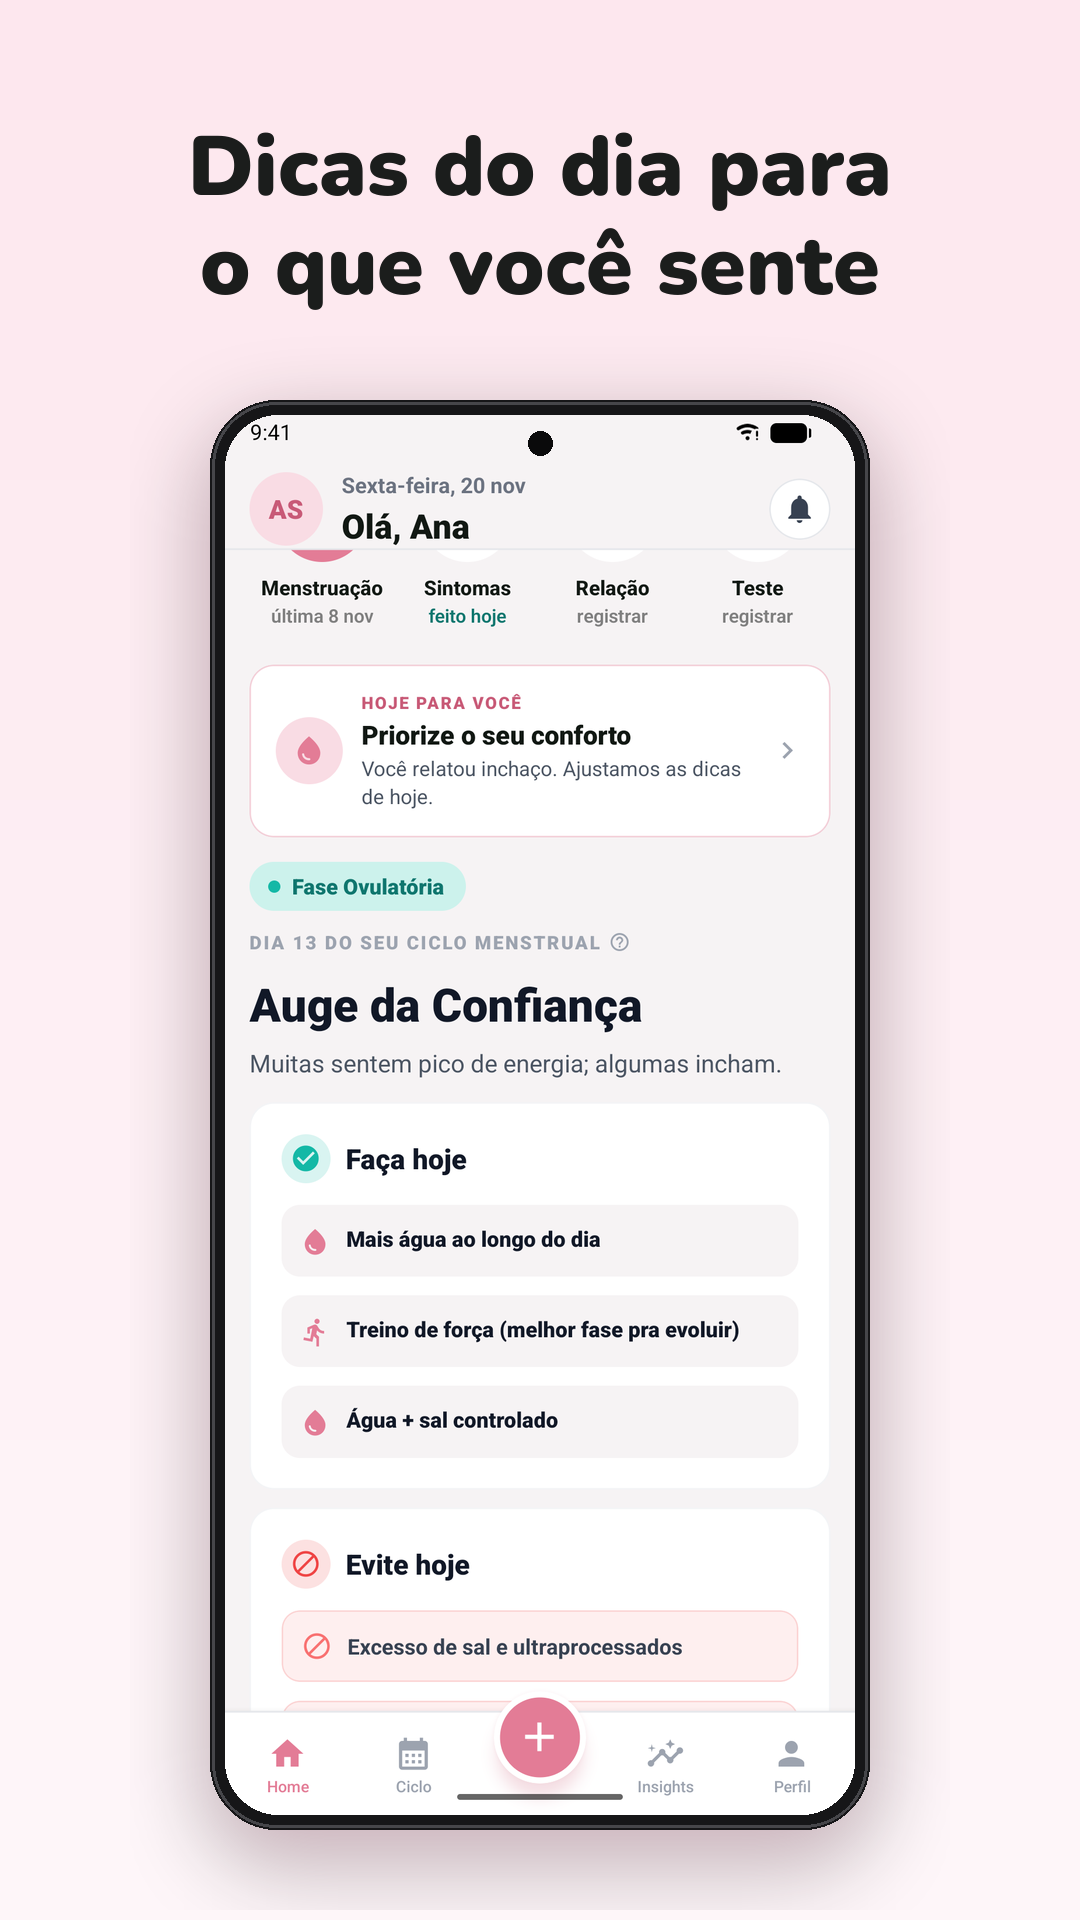 Dicas do dia para
o que você sente
9:41
AS
Sexta-feira, 20 nov
Olá, Ana
Menstruação
última 8 nov
Sintomas
feito hoje
Relação
registrar
Teste
registrar
HOJE PARA VOCÊ
Priorize o seu conforto
Você relatou inchaço. Ajustamos as dicas
de hoje.
Fase Ovulatória
DIA 13 DO SEU CICLO MENSTRUAL
Auge da Confiança
Muitas sentem pico de energia; algumas incham.
Faça hoje
Mais água ao longo do dia
Treino de força (melhor fase pra evoluir)
Água + sal controlado
Evite hoje
Excesso de sal e ultraprocessados
Home
Ciclo
Insights
Perfil